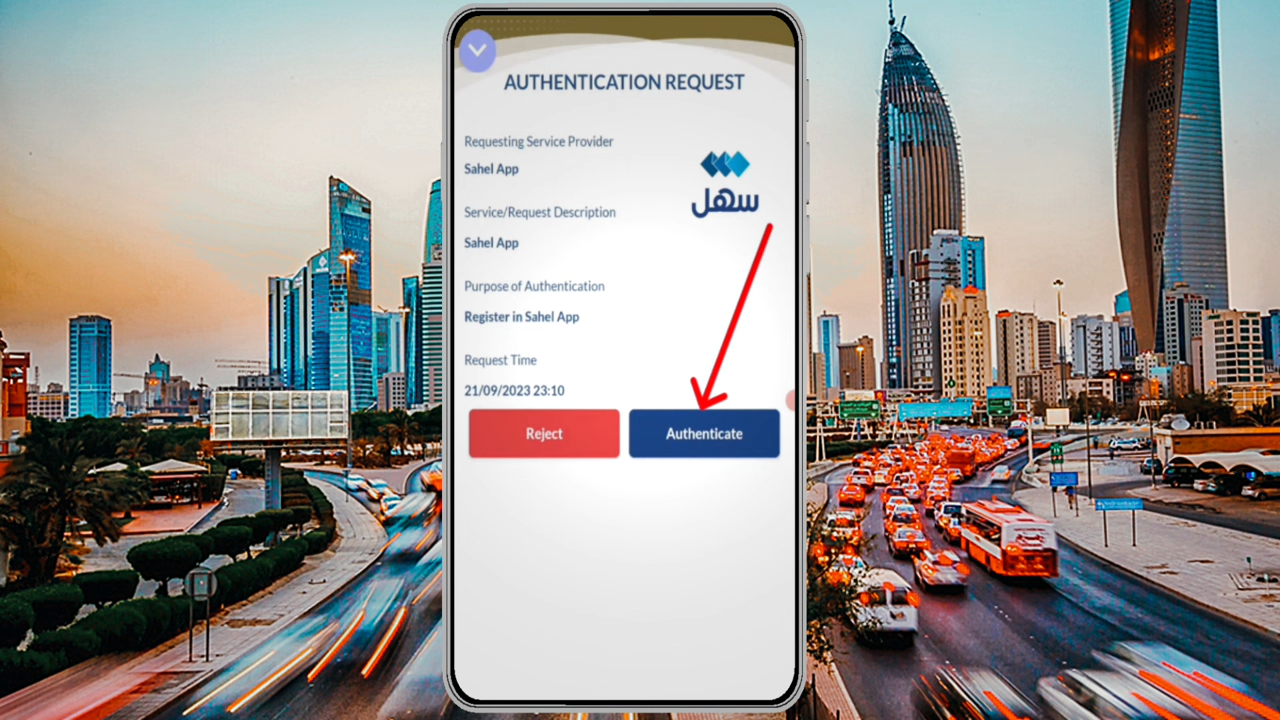 AUTHENTICATION REQUEST
Requesting Service Provider
Sahel App
سهل
Service/Request Description
Sahel App
Purpose of Authentication
Register in Sahel App
Request Time
21/09/2023 23:10
Reject
Authenticate